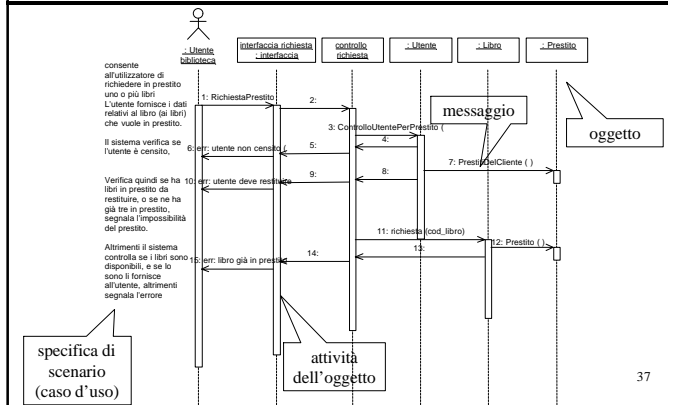 : Utente
biblioteca
interfaccia richiesta
: interfaccia
controllo
richiesta
: Utente
: Libro
: Prestito
consente
all'utilizzatore di
richiedere in prestito
uno o più libri
L'utente fornisce i dati
relativi al libro (ai libri)
che vuole in prestito.
Il sistema verifica se
l'utente è censito,
Verifica quindi se ha
libri in prestito da
restituire, o se ne ha
già tre in prestito,
segnala l'impossibilità
del prestito.
Altrimenti il sistema
controlla se i libri sono
disponibili, e se lo
sono li fornisce
all'utente, altrimenti
segnala l'errore
1: RichiestaPrestito
2:
3: ControlloUtentePerPrestito (
4:
5:
6: err: utente non censito (
7: PrestitiDelCliente ( )
8:
9:
10: err: utente deve restituire
11: richiesta (cod_libro)
12: Prestito ( )
13:
14:
15: err: libro già in prestito
messaggio
oggetto
specifica di
scenario
(caso d'uso)
attività
dell'oggetto
37